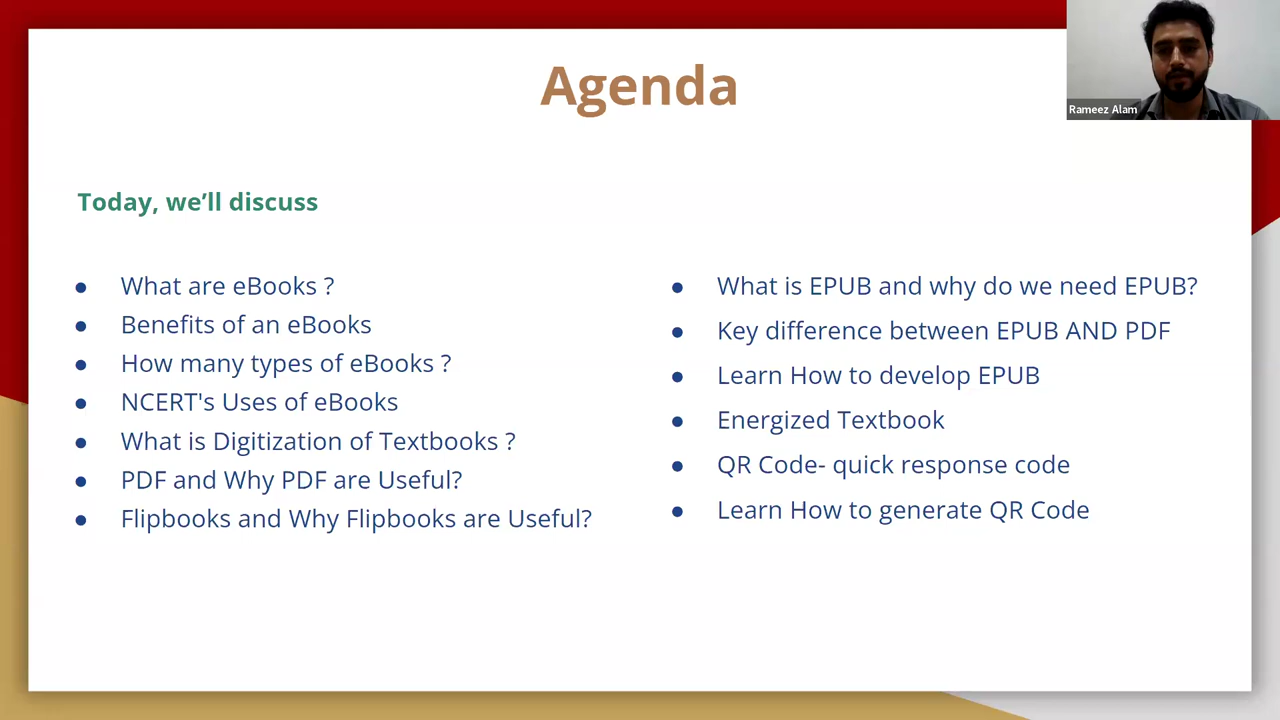 Agenda
Rameez Alam
Today, we’ll discuss
What are eBooks ?
Benefits of an eBooks
How many types of eBooks ?
NCERT's Uses of eBooks
What is Digitization of Textbooks ?
PDF and Why PDF are Useful?
Flipbooks and Why Flipbooks are Useful?
What is EPUB and why do we need EPUB?
Key difference between EPUB AND PDF
Learn How to develop EPUB
Energized Textbook
QR Code- quick response code
Learn How to generate QR Code